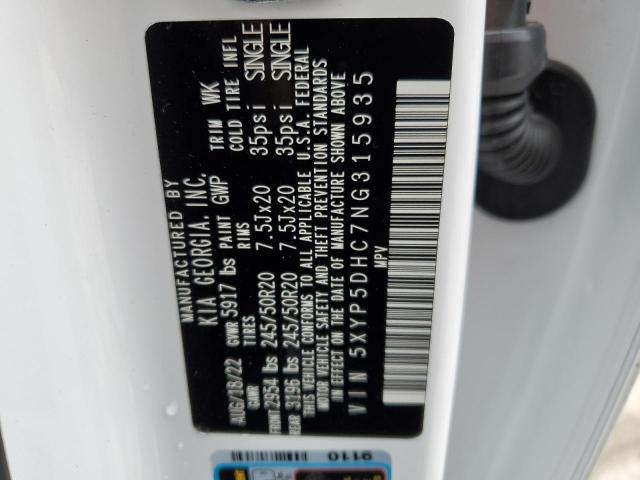 MANUFACTURED BY
KIA GEORGIA, INC.
AUG/18/22 GVWR 5917 lbs PAINT GWP TRIM WK
GAWR TIRES RIMS COLD TIRE INFL
FRONT 2954 lbs 245/50R20 7.5Jx20 35psi SINGLE
REAR 3196 lbs 245/50R20 7.5Jx20 35psi SINGLE
THIS VEHICLE CONFORMS TO ALL APPLICABLE U.S.A. FEDERAL
MOTOR VEHICLE SAFETY AND THEFT PREVENTION STANDARDS
IN EFFECT ON THE DATE OF MANUFACTURE SHOWN ABOVE
VIN 5XYP5DHC7NG315935
MPV
9110